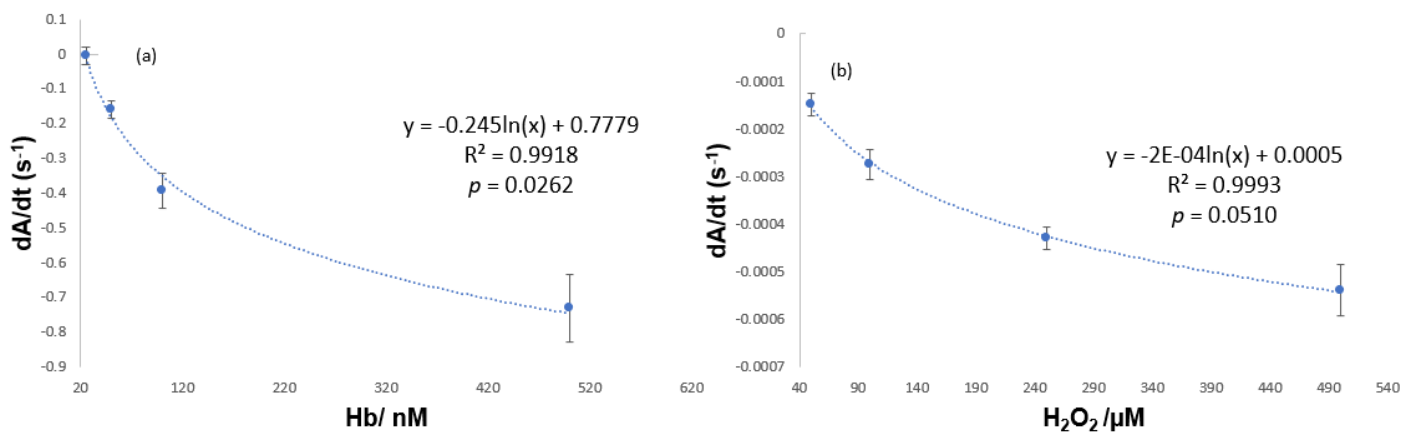 0.1
0
-0.1
-0.2
-0.3
-0.4
-0.5
-0.6
-0.7
-0.8
-0.9
dA/dt (s⁻¹)
(a)
y = -0.245ln(x) + 0.7779
R² = 0.9918
p = 0.0262
20 120 220 320 420 520 620
Hb/ nM
0
-0.0001
-0.0002
-0.0003
-0.0004
-0.0005
-0.0006
-0.0007
dA/dt (s⁻¹)
(b)
y = -2E-04ln(x) + 0.0005
R² = 0.9993
p = 0.0510
40 90 140 190 240 290 340 390 440 490 540
H₂O₂ /µM